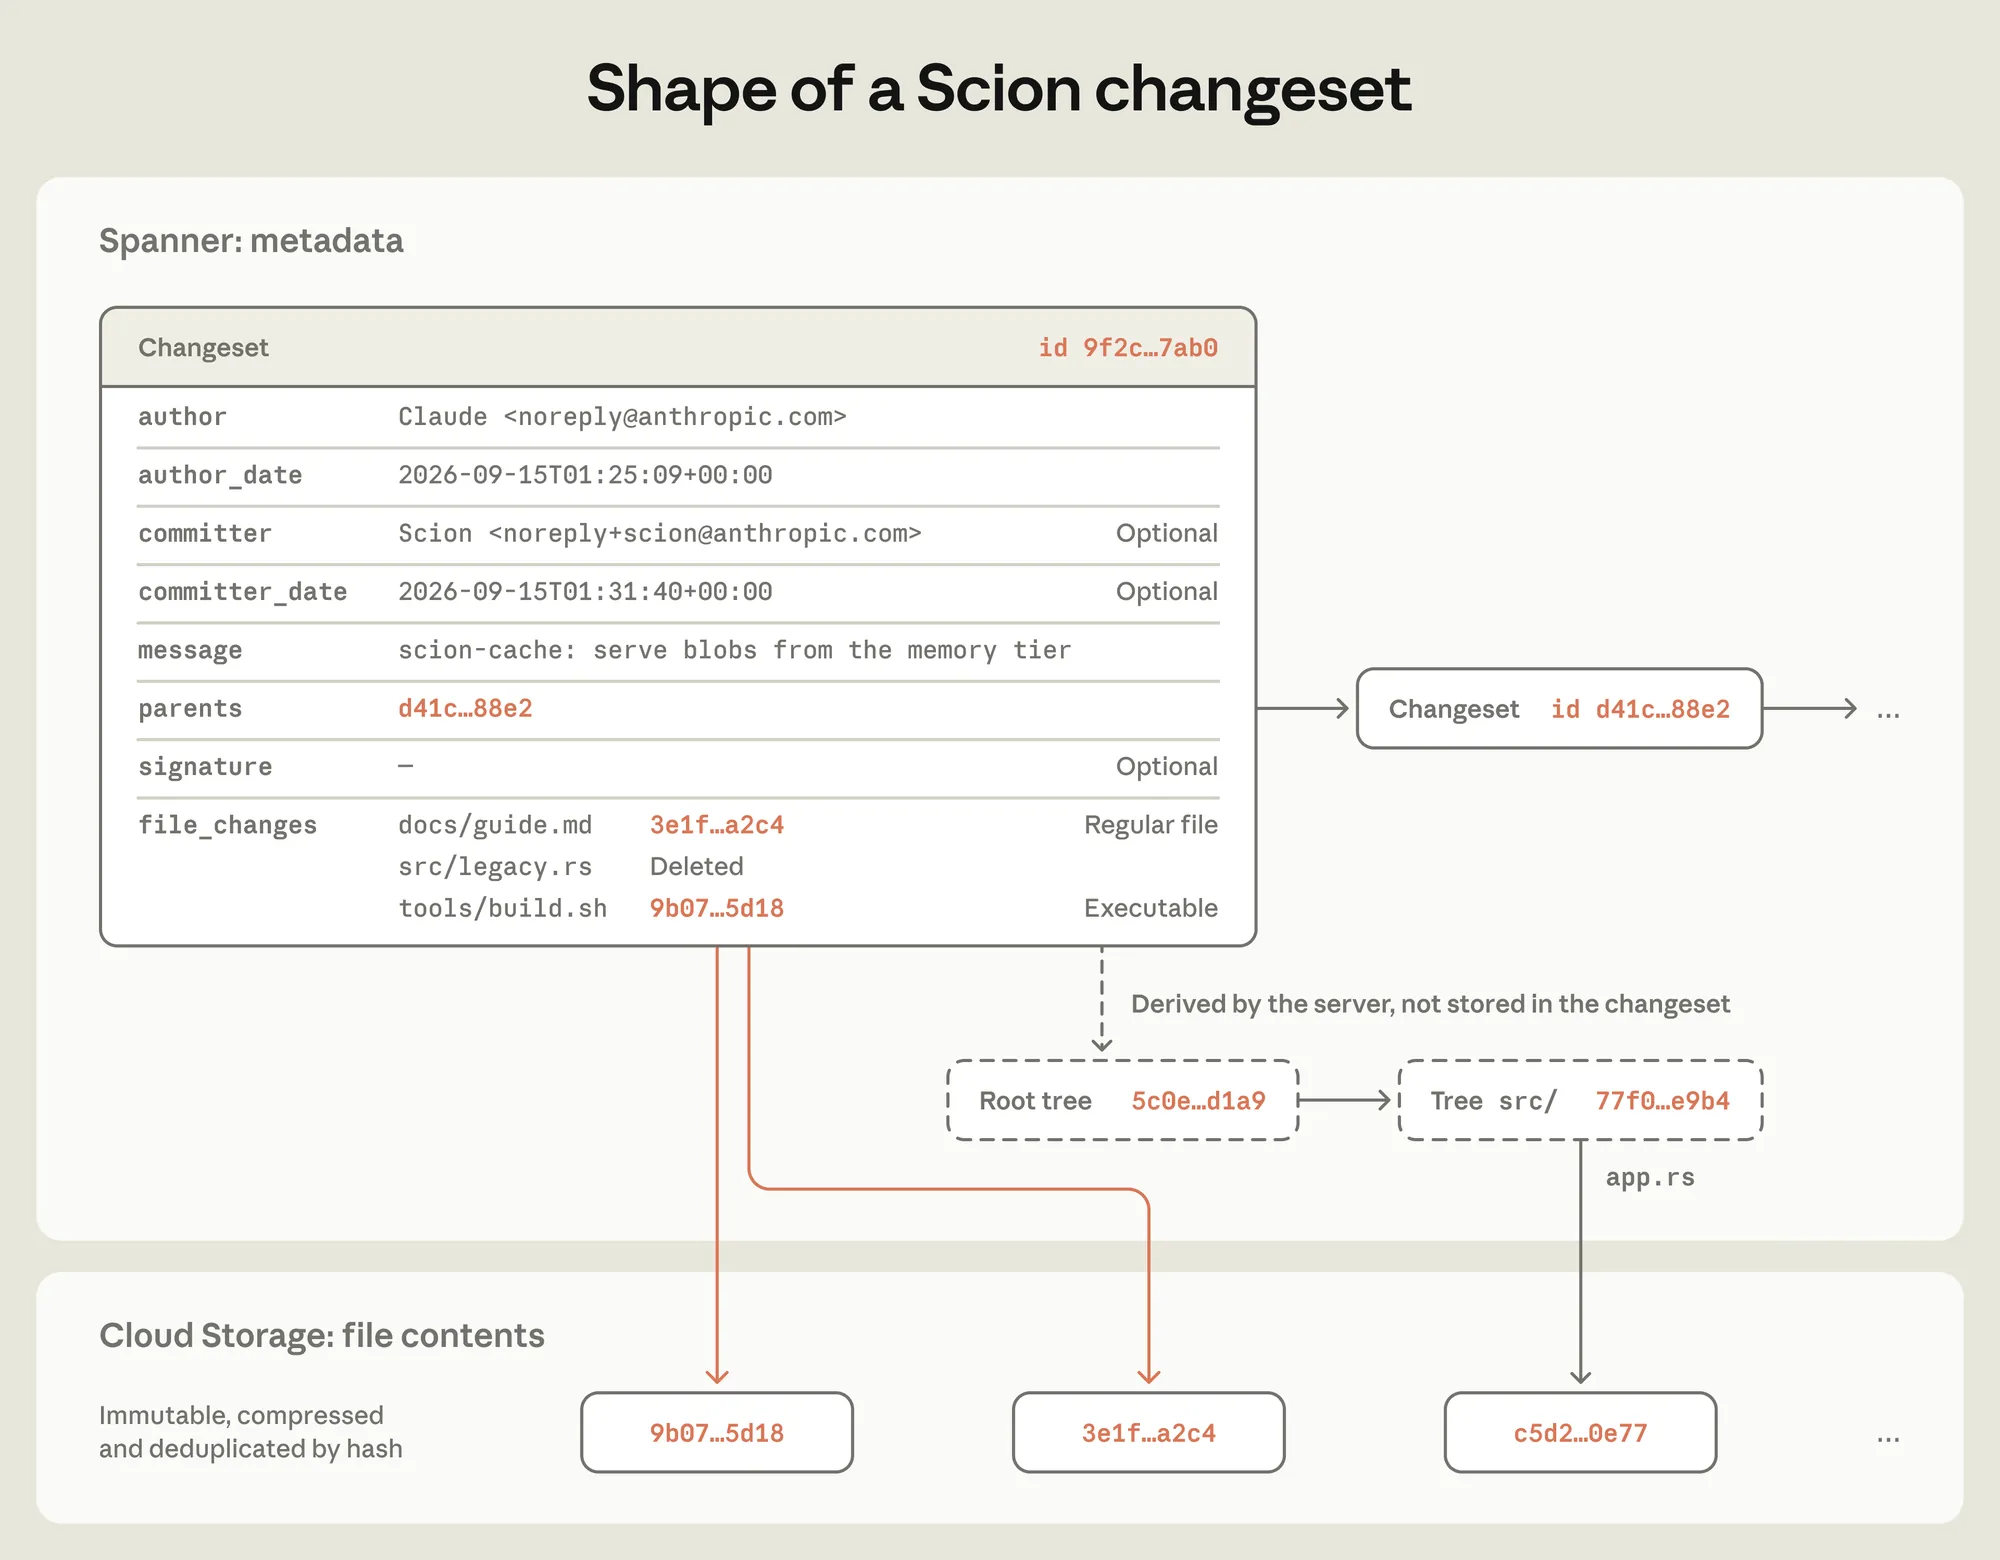 Shape of a Scion changeset
Spanner: metadata
Changeset id 9f2c…7ab0
author Claude <noreply@anthropic.com>
author_date 2026-09-15T01:25:09+00:00
committer Scion <noreply+scion@anthropic.com> Optional
committer_date 2026-09-15T01:31:40+00:00 Optional
message scion-cache: serve blobs from the memory tier
parents d41c…88e2
Changeset id d41c…88e2 …
signature — Optional
file_changes docs/guide.md 3e1f…a2c4 Regular file
src/legacy.rs Deleted
tools/build.sh 9b07…5d18 Executable
Derived by the server, not stored in the changeset
Root tree 5c0e…d1a9 Tree src/ 77f0…e9b4
app.rs
Cloud Storage: file contents
Immutable, compressed
and deduplicated by hash
9b07…5d18 3e1f…a2c4 c5d2…0e77 …